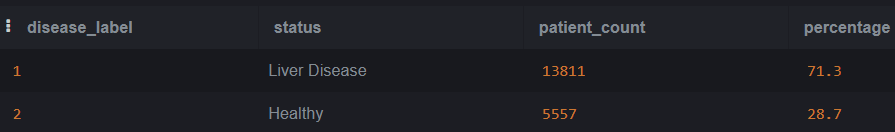 disease_label status patient_count percentage
1 Liver Disease 13811 71.3
2 Healthy 5557 28.7